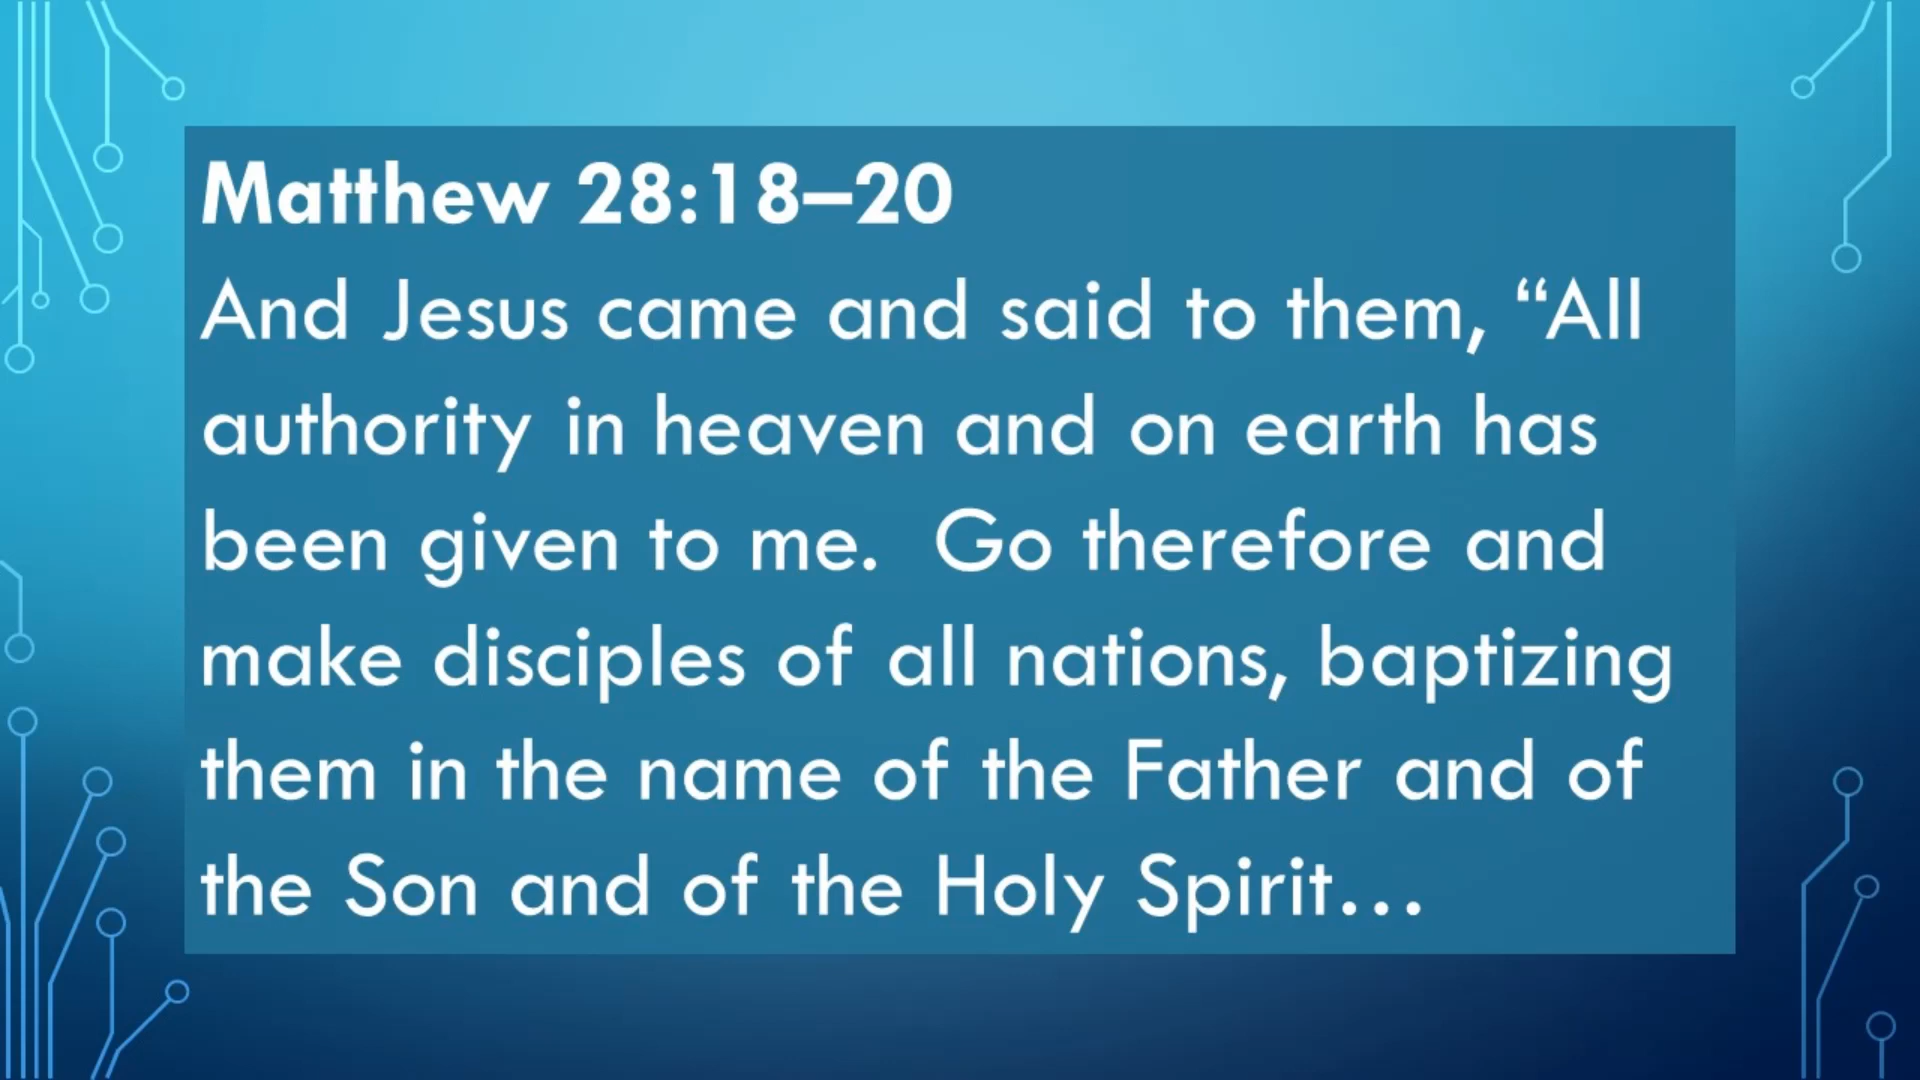 Matthew 28:18–20
And Jesus came and said to them, “All
authority in heaven and on earth has
been given to me.  Go therefore and
make disciples of all nations, baptizing
them in the name of the Father and of
the Son and of the Holy Spirit…